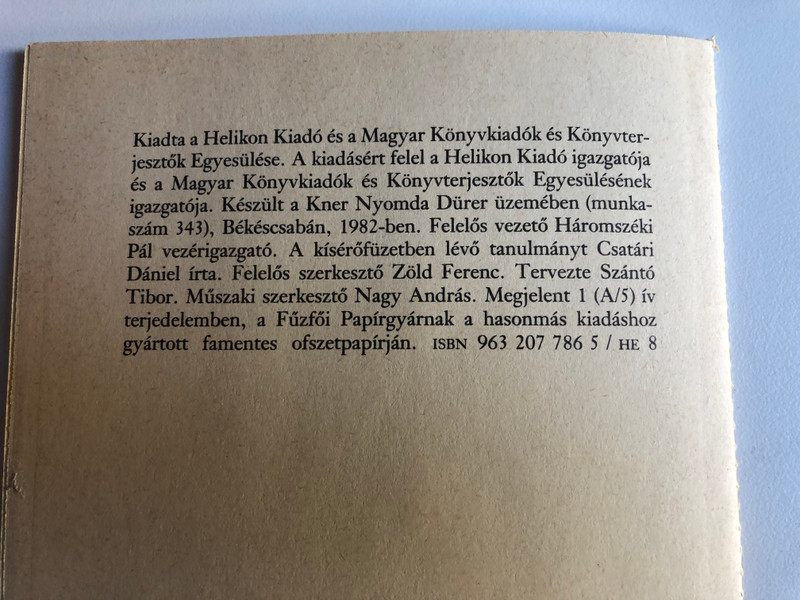 Kiadta a Helikon Kiadó és a Magyar Könyvkiadók és Könyvter-
jesztők Egyesülése. A kiadásért felel a Helikon Kiadó igazgatója
és a Magyar Könyvkiadók és Könyvterjesztők Egyesülésének
igazgatója. Készült a Kner Nyomda Dürer üzemében (munka-
szám 343), Békéscsabán, 1982-ben. Felelős vezető Háromszéki
Pál vezérigazgató. A kísérőfüzetben lévő tanulmányt Csatári
Dániel írta. Felelős szerkesztő Zöld Ferenc. Tervezte Szántó
Tibor. Műszaki szerkesztő Nagy András. Megjelent 1 (A/5) ív
terjedelemben, a Fűzfői Papírgyárnak a hasonmás kiadáshoz
gyártott famentes ofszetpapírján. ISBN 963 207 786 5 / HE 8